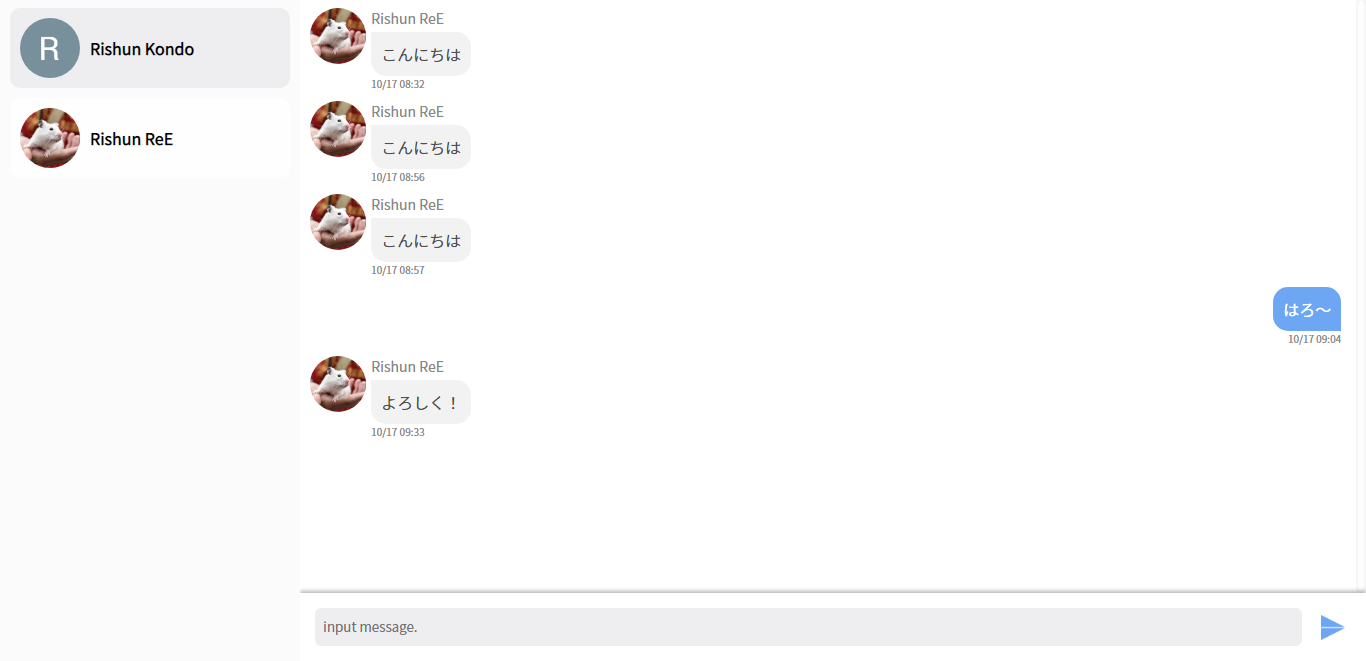 R
Rishun Kondo
Rishun ReE
Rishun ReE
こんにちは
10/17 08:32
Rishun ReE
こんにちは
10/17 08:56
Rishun ReE
こんにちは
10/17 08:57
はろ〜
10/17 09:04
Rishun ReE
よろしく！
10/17 09:33
input message.